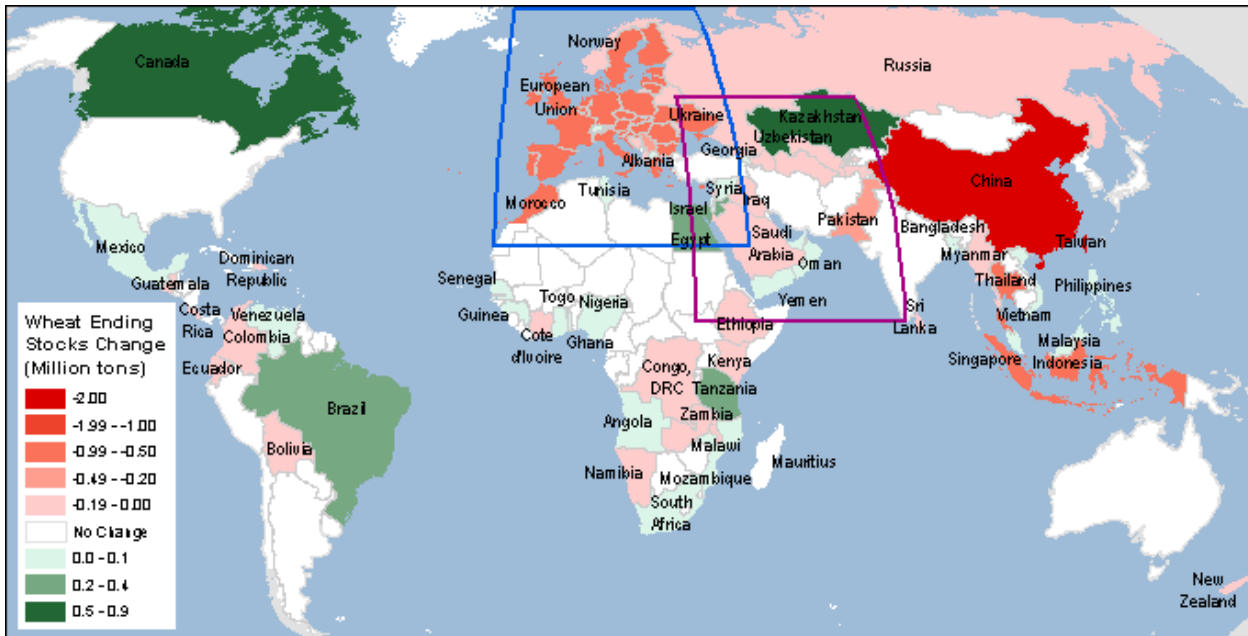 Canada
Norway
Russia
European
Union
Ukraine
Kazakhstan
Uzbekistan
Georgia
Albania
China
Tunisia
Syria
Morocco
Israel
Iraq
Pakistan
Bangladesh
Mexico
Egypt
Saudi
Arabia
Taiwan
Myanmar
Oman
Dominican
Republic
Guatemala
Senegal
Thailand
Philippines
Togo
Nigeria
Yemen
Costa
Rica
Venezuela
Guinea
Sri
Lanka
Vietnam
Colombia
Cote
d'Ivoire
Ghana
Ethiopia
Malaysia
Singapore
Indonesia
Ecuador
Congo,
DRC
Kenya
Tanzania
Brazil
Angola
Zambia
Bolivia
Malawi
Mauritius
Namibia
Mozambique
South
Africa
New
Zealand
Wheat Ending
Stocks Change
(Million tons)
-2.00
-1.99 - -1.00
-0.99 - -0.50
-0.49 - -0.20
-0.19 - 0.00
No Change
0.0 - 0.1
0.2 - 0.4
0.5 - 0.9